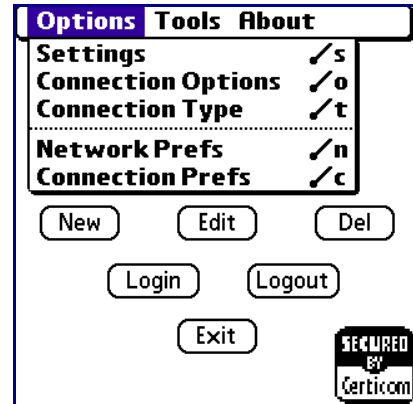 Options Tools About
Settings /s
Connection Options /o
Connection Type /t
Network Prefs /n
Connection Prefs /c
New Edit Del
Login Logout
Exit
SECURED
BY
Certicom